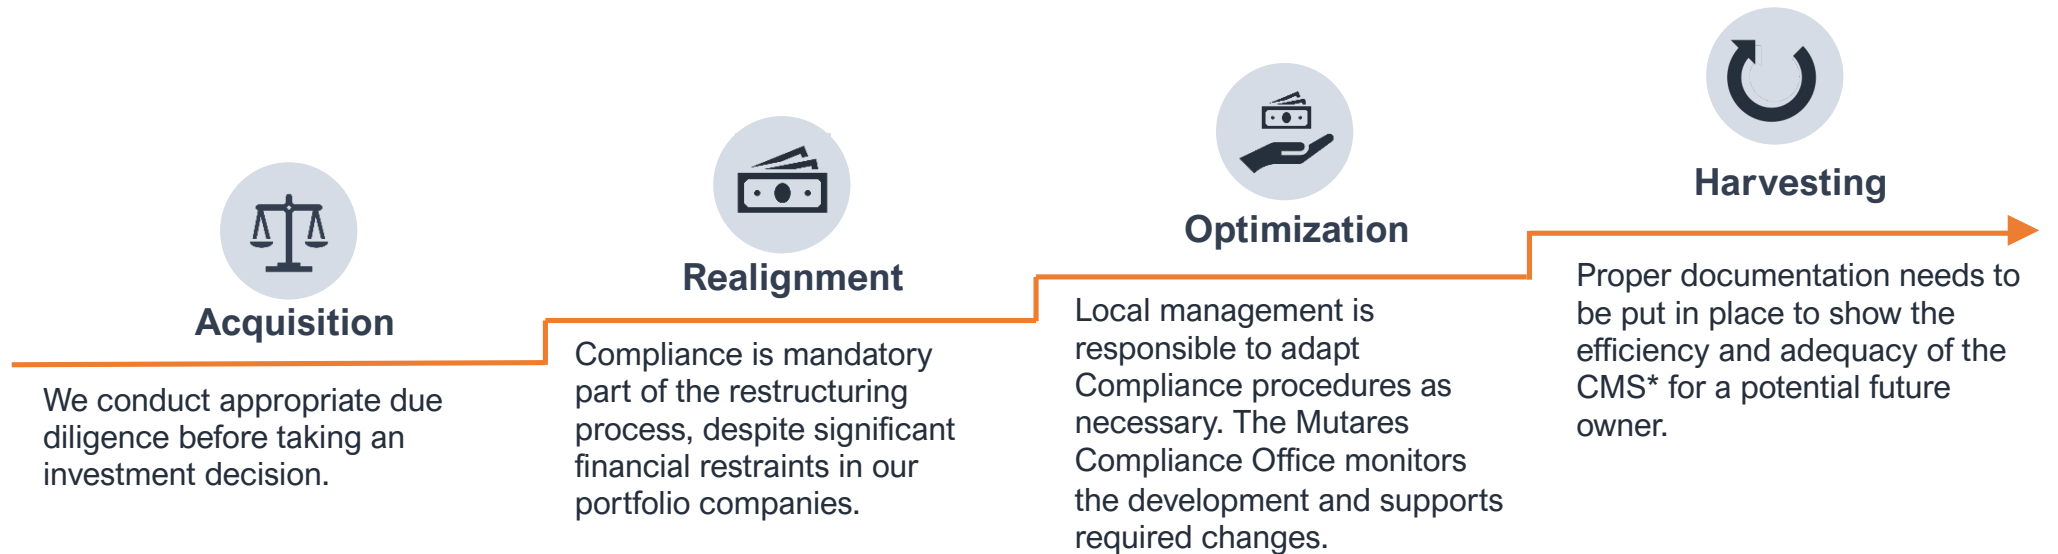 Acquisition
We conduct appropriate due
diligence before taking an
investment decision.
Realignment
Compliance is mandatory
part of the restructuring
process, despite significant
financial restraints in our
portfolio companies.
Optimization
Local management is
responsible to adapt
Compliance procedures as
necessary. The Mutares
Compliance Office monitors
the development and supports
required changes.
Harvesting
Proper documentation needs to
be put in place to show the
efficiency and adequacy of the
CMS* for a potential future
owner.